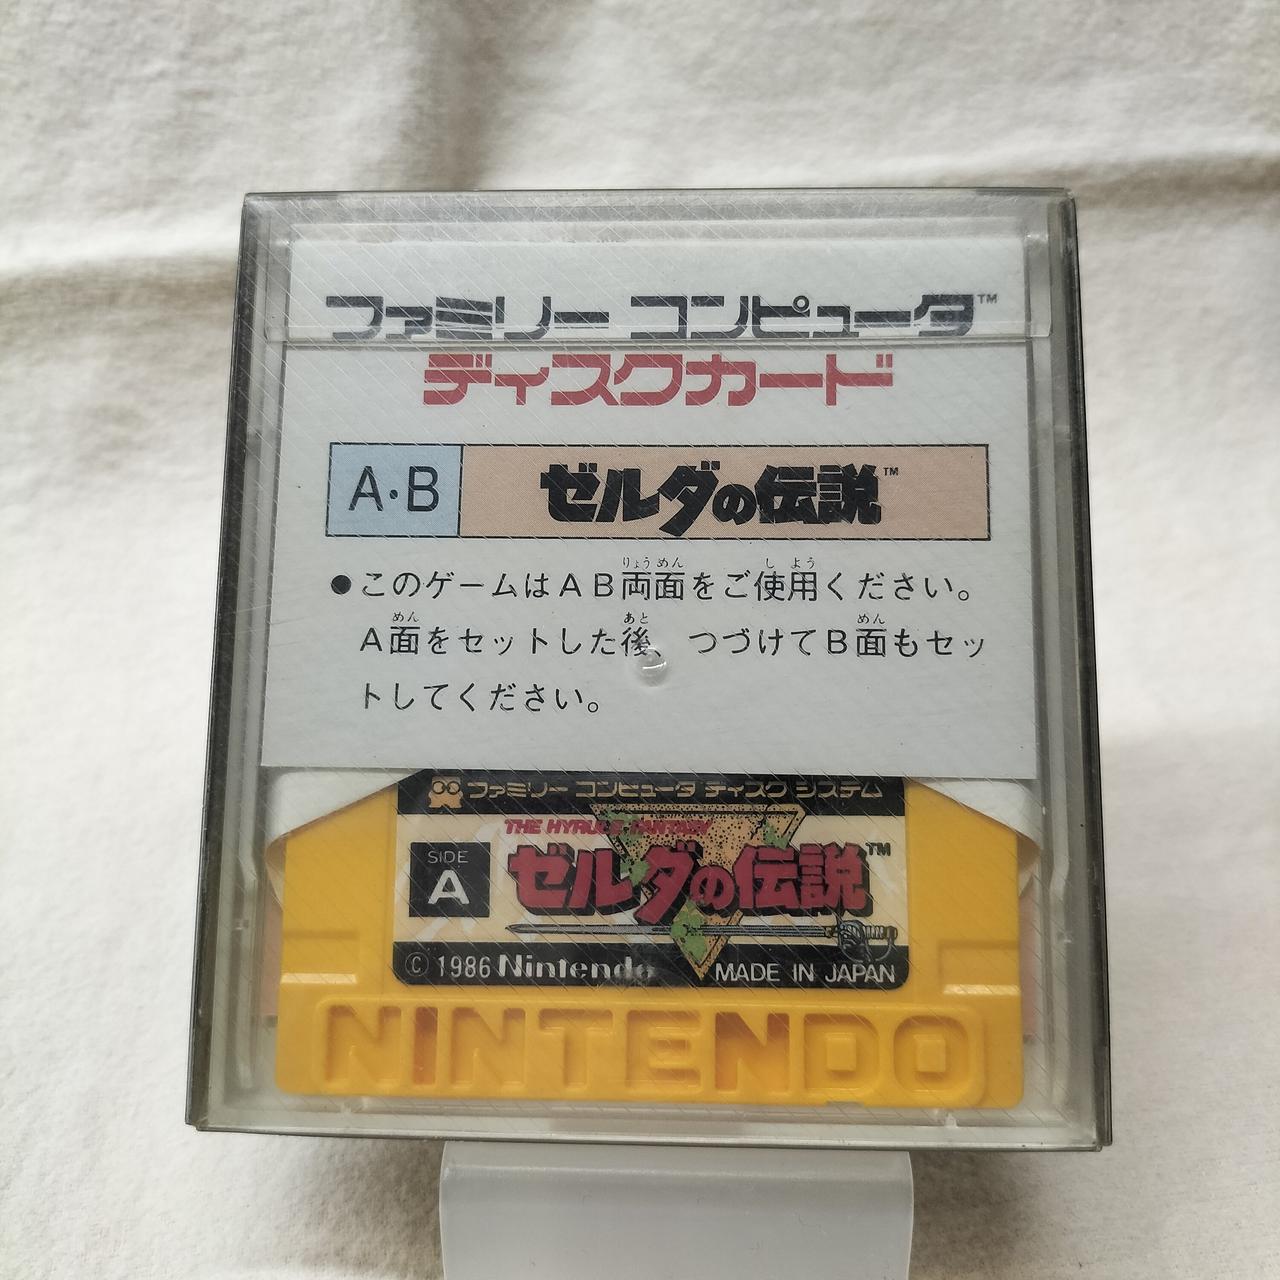 ファミリー コンピュータ™
ディスクカード
A・B ゼルダの伝説™
●このゲームはAB両面をご使用ください。
A面をセットした後、つづけてB面もセッ
トしてください。
ファミリー コンピュータ ディスク システム
THE HYRULE FANTASY
SIDE A
ゼルダの伝説™
© 1986 Nintendo MADE IN JAPAN
NINTENDO